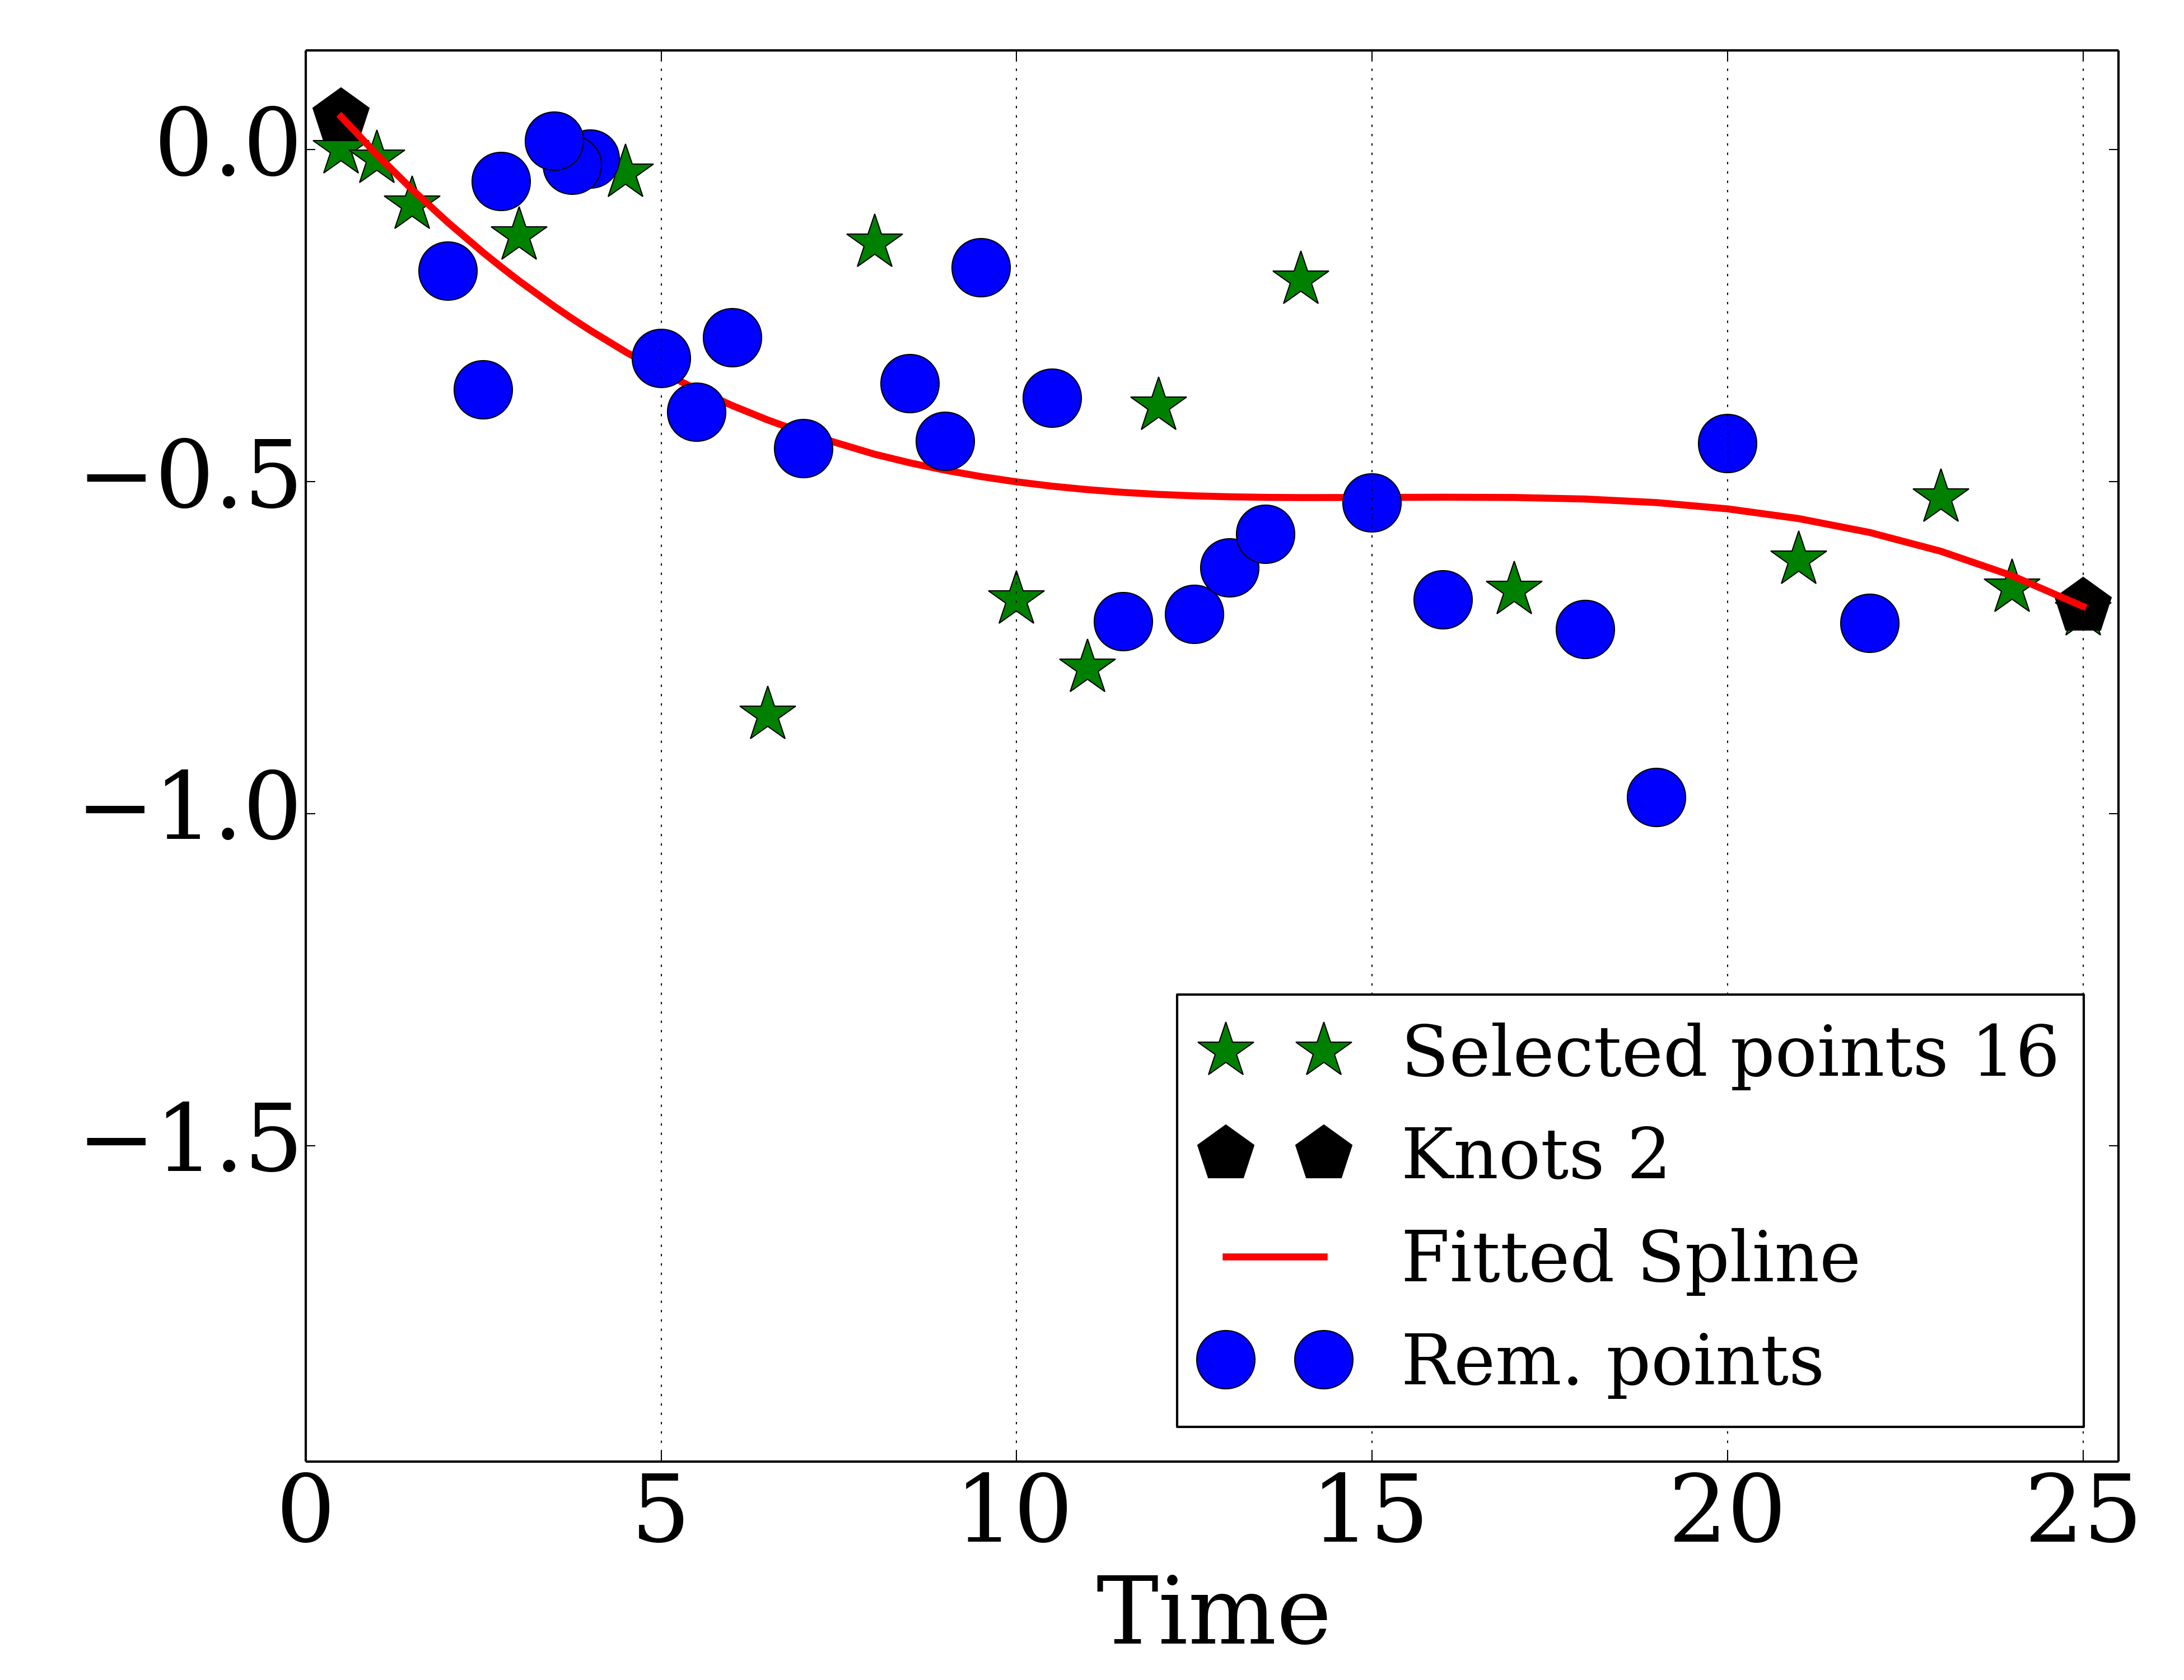 0.0
−0.5
−1.0
−1.5
Selected points 16
Knots 2
Fitted Spline
Rem. points
0 5 10 15 20 25
Time